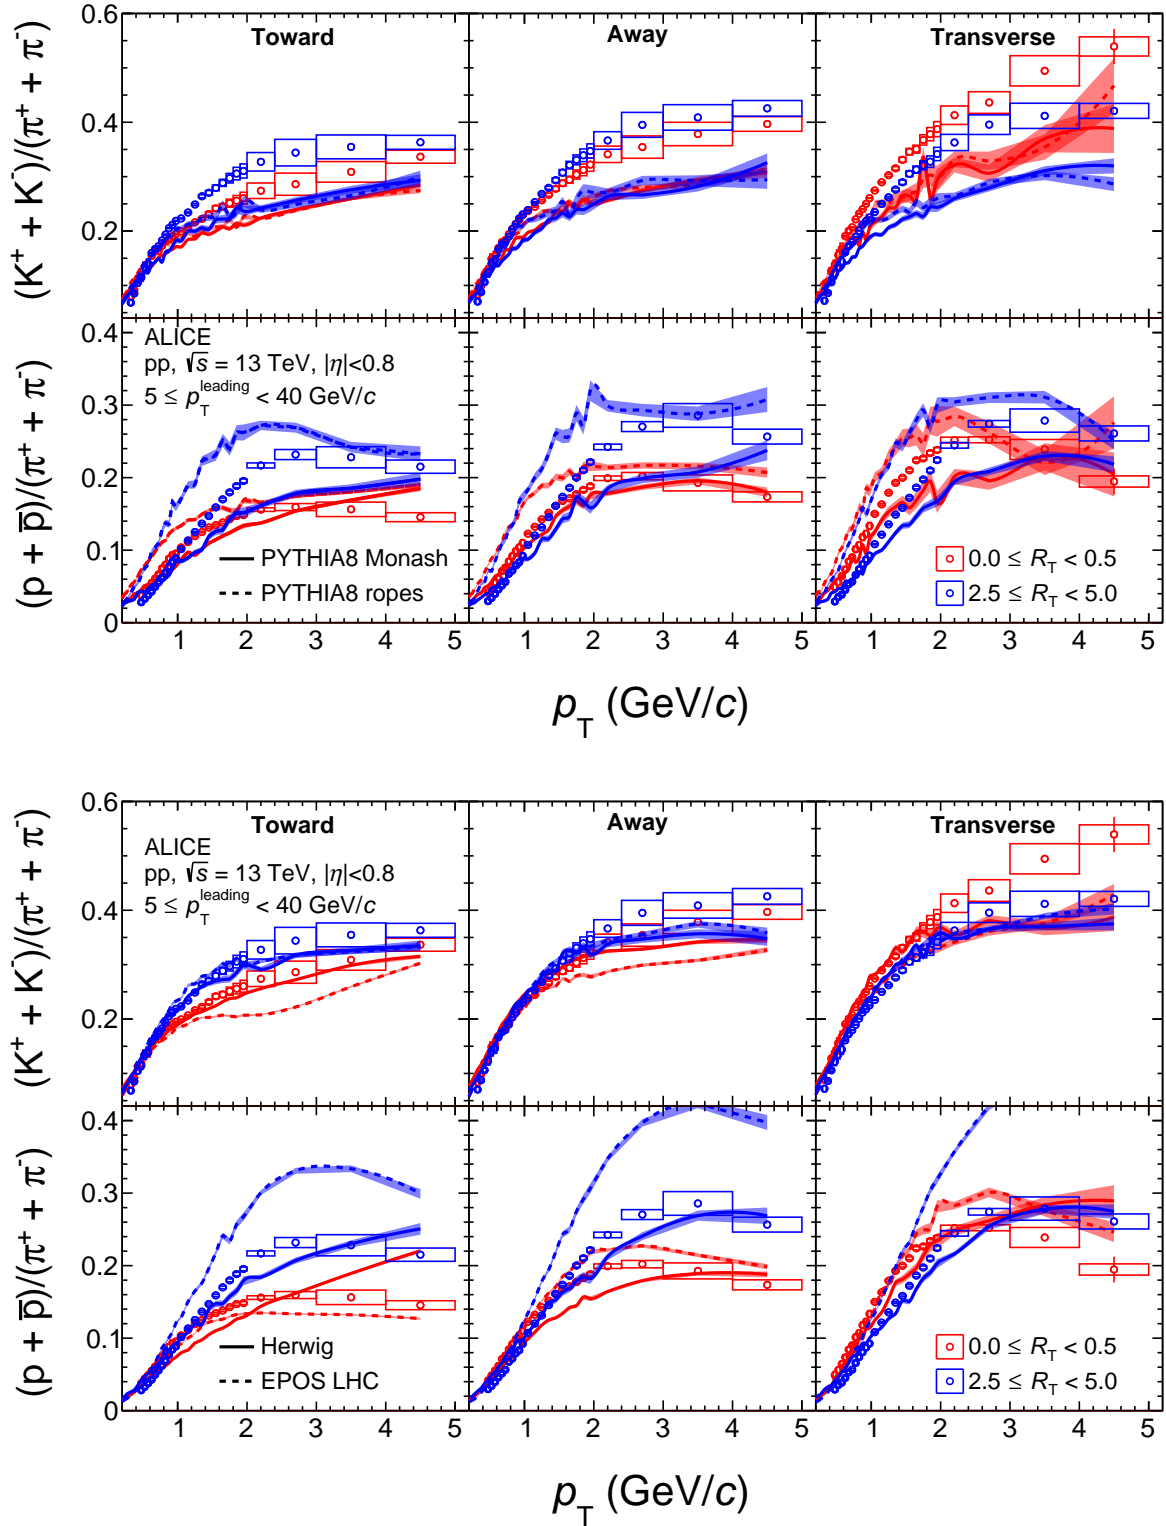 Toward Away Transverse
0.6
0.4
0.2
(K⁺ + K⁻)/(π⁺ + π⁻)
ALICE
pp, √s = 13 TeV, |η|<0.8
5 ≤ p_T^leading < 40 GeV/c
0.4
0.3
0.2
0.1
0
(p + p̅)/(π⁺ + π⁻)
PYTHIA8 Monash
PYTHIA8 ropes
0.0 ≤ R_T < 0.5
2.5 ≤ R_T < 5.0
1 2 3 4 5 1 2 3 4 5 1 2 3 4 5
p_T (GeV/c)
0.6
0.4
0.2
(K⁺ + K⁻)/(π⁺ + π⁻)
Toward Away Transverse
ALICE
pp, √s = 13 TeV, |η|<0.8
5 ≤ p_T^leading < 40 GeV/c
0.4
0.3
0.2
0.1
0
(p + p̅)/(π⁺ + π⁻)
Herwig
EPOS LHC
0.0 ≤ R_T < 0.5
2.5 ≤ R_T < 5.0
1 2 3 4 5 1 2 3 4 5 1 2 3 4 5
p_T (GeV/c)